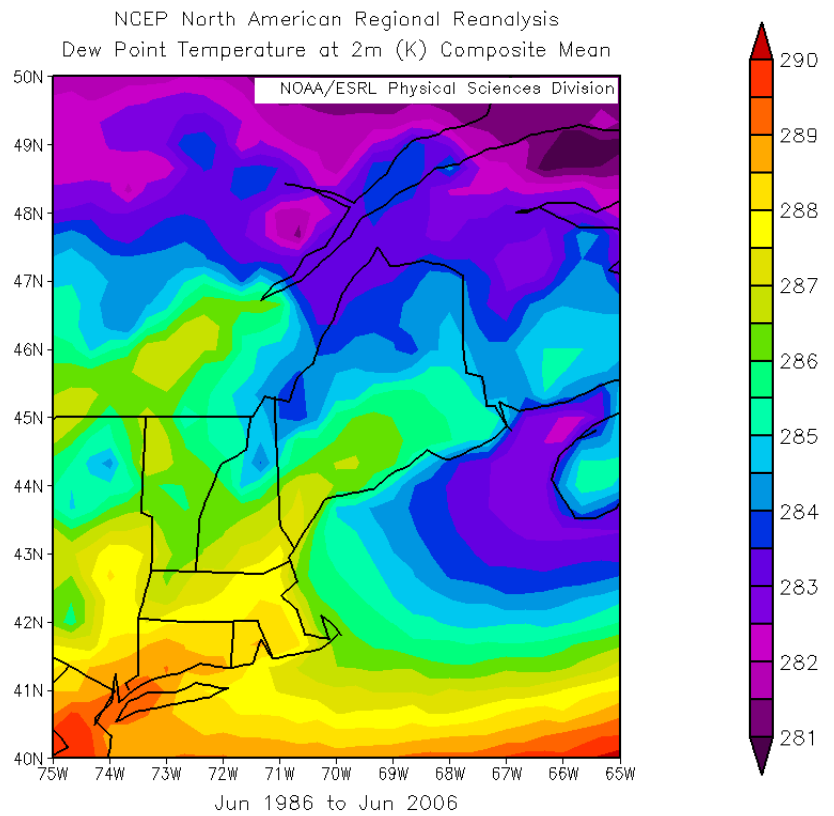 NCEP North American Regional Reanalysis
Dew Point Temperature at 2m (K) Composite Mean
NOAA/ESRL Physical Sciences Division
50N
49N
48N
47N
46N
45N
44N
43N
42N
41N
40N
75W 74W 73W 72W 71W 70W 69W 68W 67W 66W 65W
Jun 1986 to Jun 2006
290
289
288
287
286
285
284
283
282
281